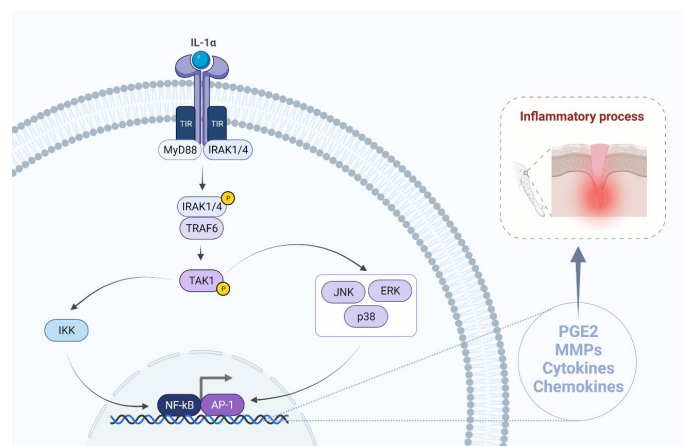 IL-1α
TIR TIR
MyD88 IRAK1/4
IRAK1/4 P
TRAF6
TAK1 P
IKK
JNK ERK
p38
NF-kB AP-1
Inflammatory process
PGE2
MMPs
Cytokines
Chemokines